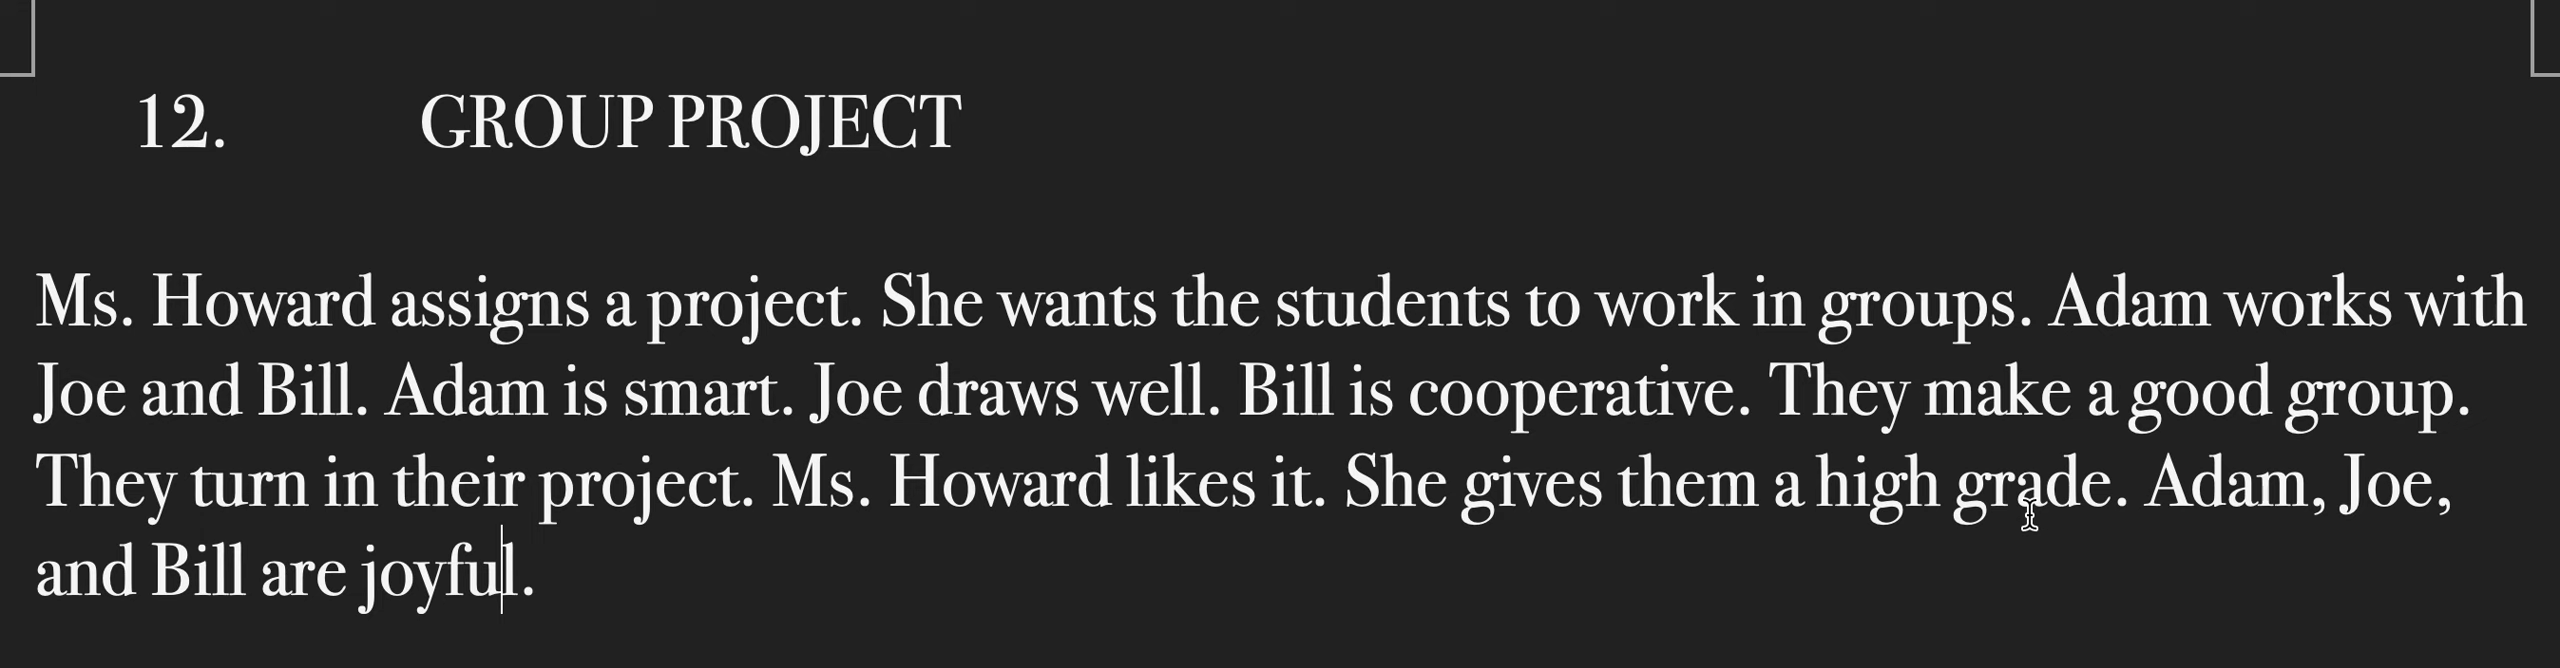 12. GROUP PROJECT
Ms. Howard assigns a project. She wants the students to work in groups. Adam works with
Joe and Bill. Adam is smart. Joe draws well. Bill is cooperative. They make a good group.
They turn in their project. Ms. Howard likes it. She gives them a high grade. Adam, Joe,
and Bill are joyful.